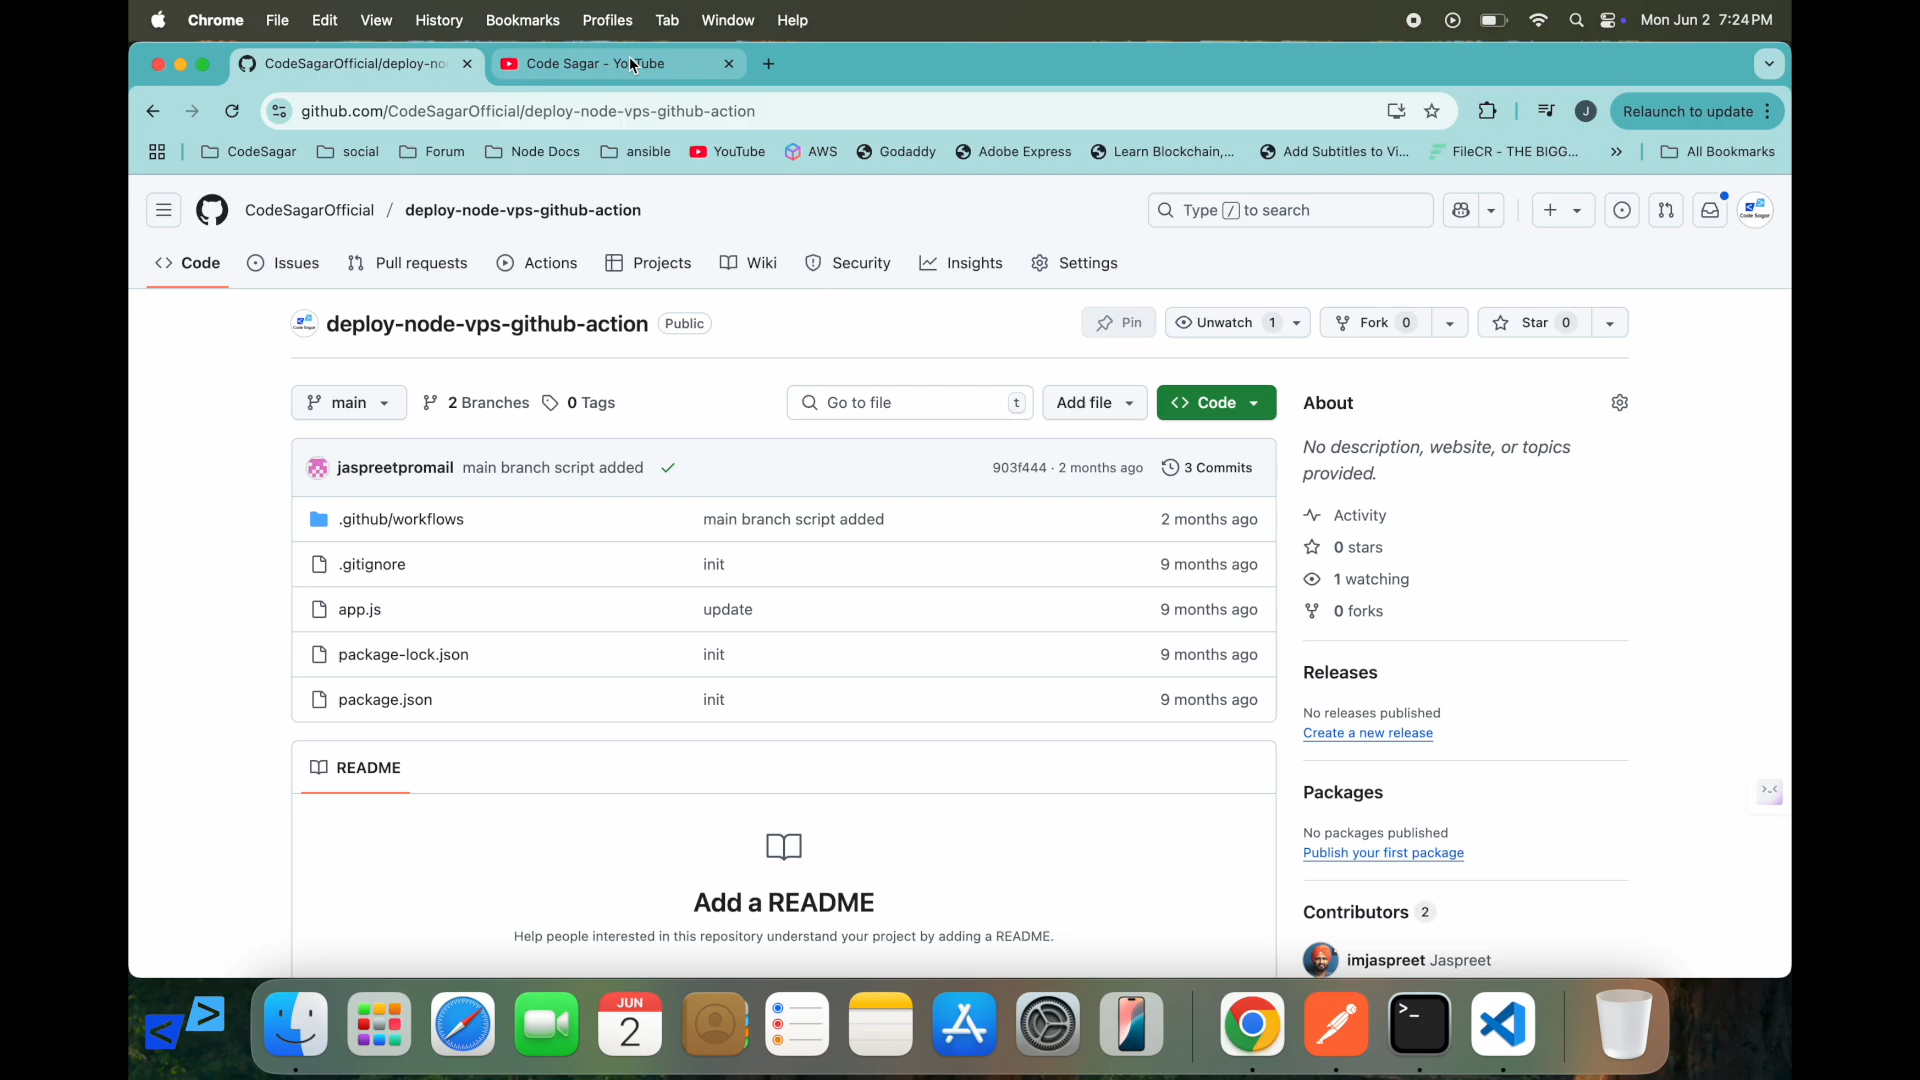 Chrome File Edit View History Bookmarks Profiles Tab Window Help Mon Jun 2 7:24 PM
CodeSagarOfficial/deploy-no Code Sagar - YouTube
github.com/CodeSagarOfficial/deploy-node-vps-github-action J Relaunch to update
CodeSagar social Forum Node Docs ansible YouTube AWS Godaddy Adobe Express Learn Blockchain,... Add Subtitles to Vi... FileCR - THE BIGG... » All Bookmarks
CodeSagarOfficial / deploy-node-vps-github-action Type / to search
Code Issues Pull requests Actions Projects Wiki Security Insights Settings
deploy-node-vps-github-action Public Pin Unwatch 1 Fork 0 Star 0
main 2 Branches 0 Tags Go to file t Add file Code
About
No description, website, or topics
provided.
jaspreetpromail main branch script added 903f444 · 2 months ago 3 Commits
.github/workflows main branch script added 2 months ago
.gitignore init 9 months ago
app.js update 9 months ago
package-lock.json init 9 months ago
package.json init 9 months ago
Activity
0 stars
1 watching
0 forks
Releases
No releases published
Create a new release
README
Add a README
Help people interested in this repository understand your project by adding a README.
Packages
No packages published
Publish your first package
Contributors 2
imjaspreet Jaspreet
JUN
2